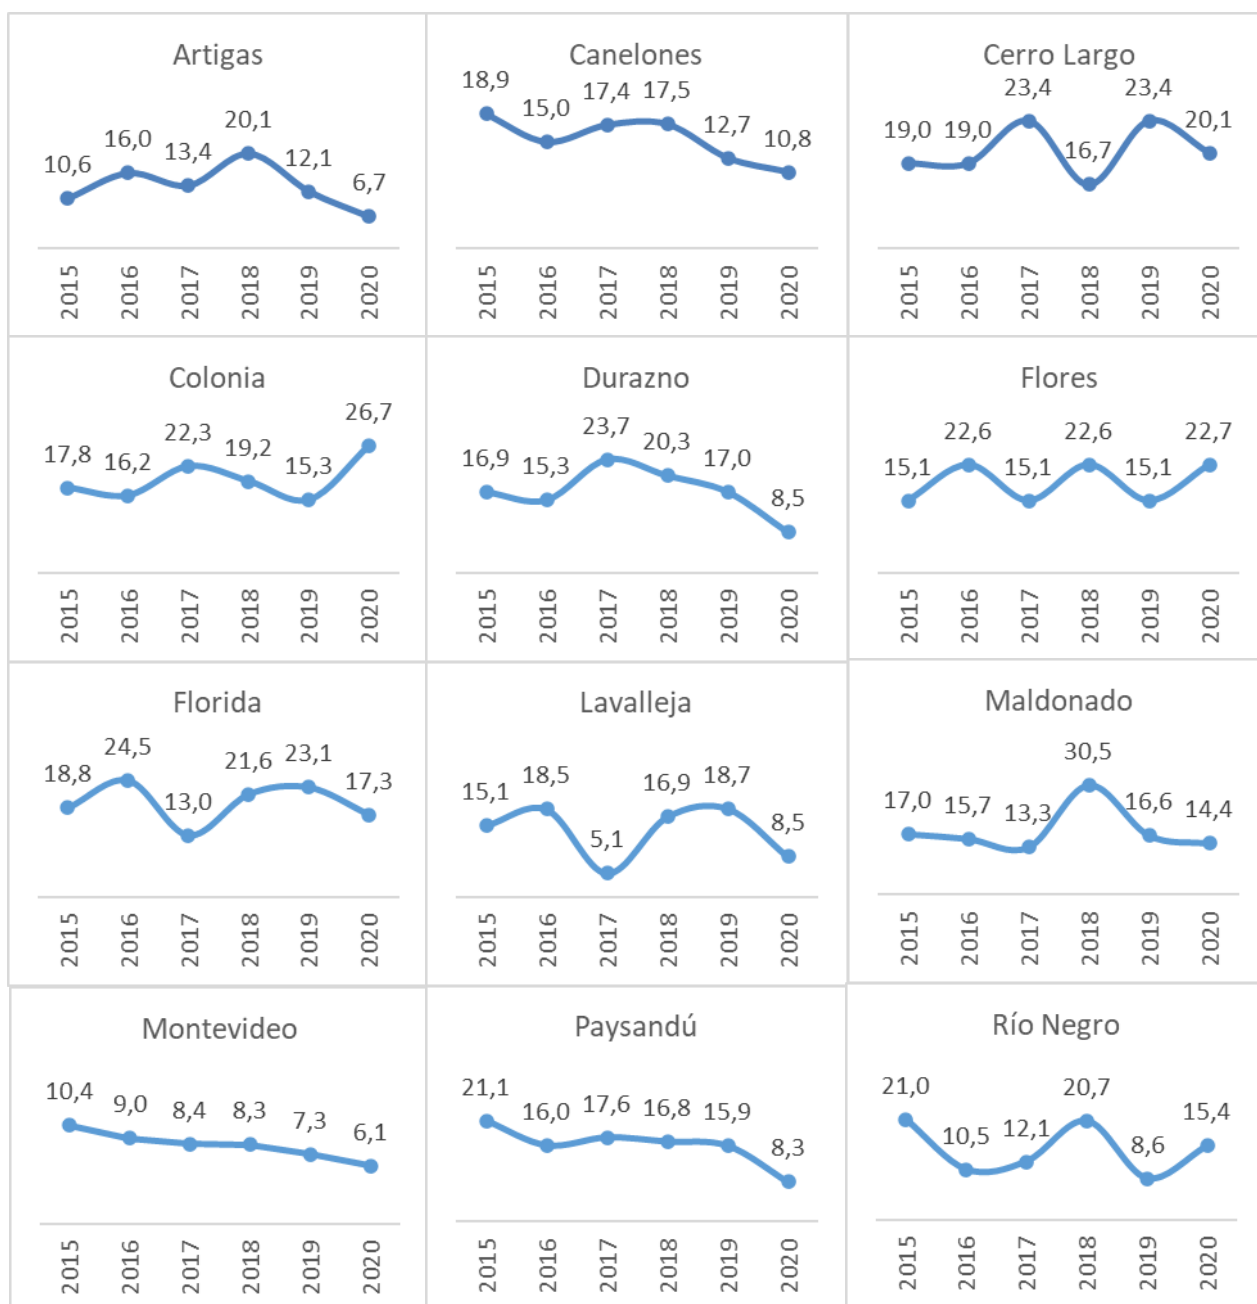 Artigas
10,6 16,0 13,4 20,1 12,1 6,7
2015 2016 2017 2018 2019 2020
Canelones
18,9 15,0 17,4 17,5 12,7 10,8
2015 2016 2017 2018 2019 2020
Cerro Largo
19,0 19,0 23,4 16,7 23,4 20,1
2015 2016 2017 2018 2019 2020
Colonia
17,8 16,2 22,3 19,2 15,3 26,7
2015 2016 2017 2018 2019 2020
Durazno
16,9 15,3 23,7 20,3 17,0 8,5
2015 2016 2017 2018 2019 2020
Flores
15,1 22,6 15,1 22,6 15,1 22,7
2015 2016 2017 2018 2019 2020
Florida
18,8 24,5 13,0 21,6 23,1 17,3
2015 2016 2017 2018 2019 2020
Lavalleja
15,1 18,5 5,1 16,9 18,7 8,5
2015 2016 2017 2018 2019 2020
Maldonado
17,0 15,7 13,3 30,5 16,6 14,4
2015 2016 2017 2018 2019 2020
Montevideo
10,4 9,0 8,4 8,3 7,3 6,1
2015 2016 2017 2018 2019 2020
Paysandú
21,1 16,0 17,6 16,8 15,9 8,3
2015 2016 2017 2018 2019 2020
Río Negro
21,0 10,5 12,1 20,7 8,6 15,4
2015 2016 2017 2018 2019 2020